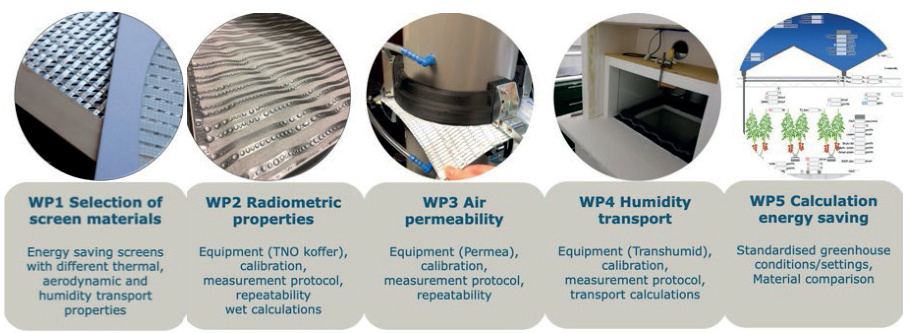 WP1 Selection of
screen materials
Energy saving screens
with different thermal,
aerodynamic and
humidity transport
properties
WP2 Radiometric
properties
Equipment (TNO koffer),
calibration,
measurement protocol,
repeatability
wet calculations
WP3 Air
permeability
Equipment (Permea),
calibration,
measurement protocol,
repeatability
WP4 Humidity
transport
Equipment (Transhumid),
calibration,
measurement protocol,
transport calculations
WP5 Calculation
energy saving
Standardised greenhouse
conditions/settings,
Material comparison